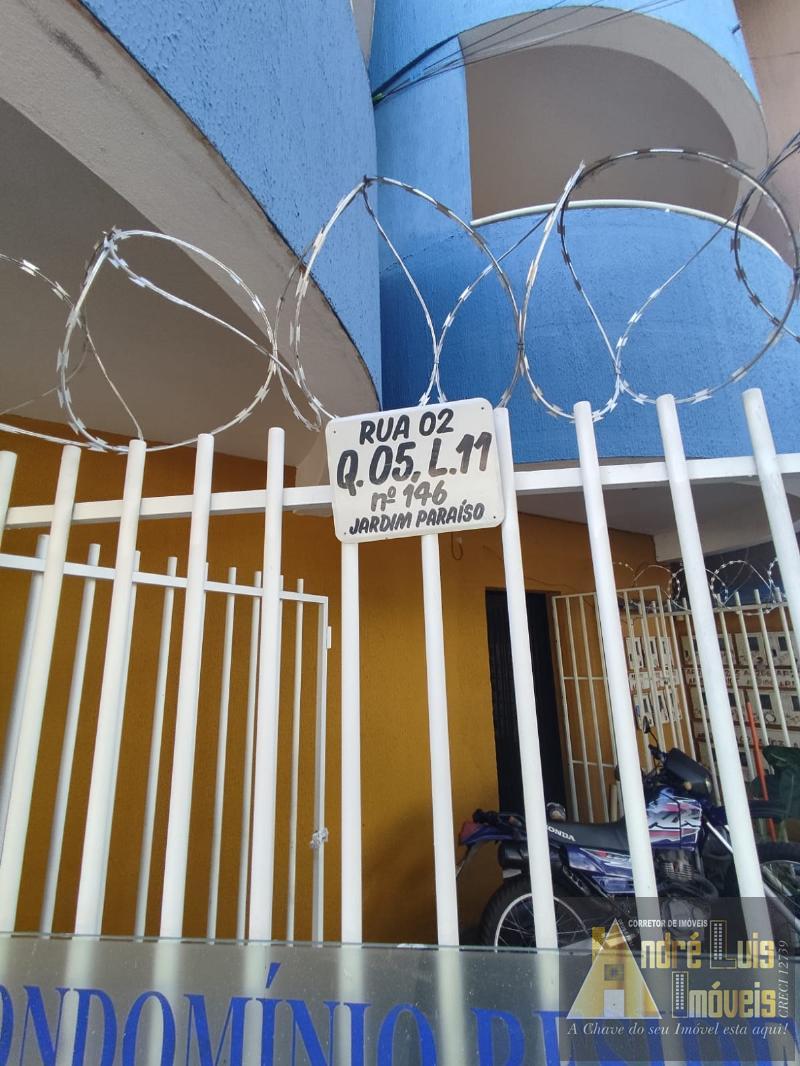 RUA 02
Q.05, L.11
nº 146
JARDIM PARAÍSO
HONDA
CORRETOR DE IMÓVEIS
André Luis
Imóveis
CRECI 12739
A Chave do seu Imóvel esta aqui!
ONDOMÍNIO